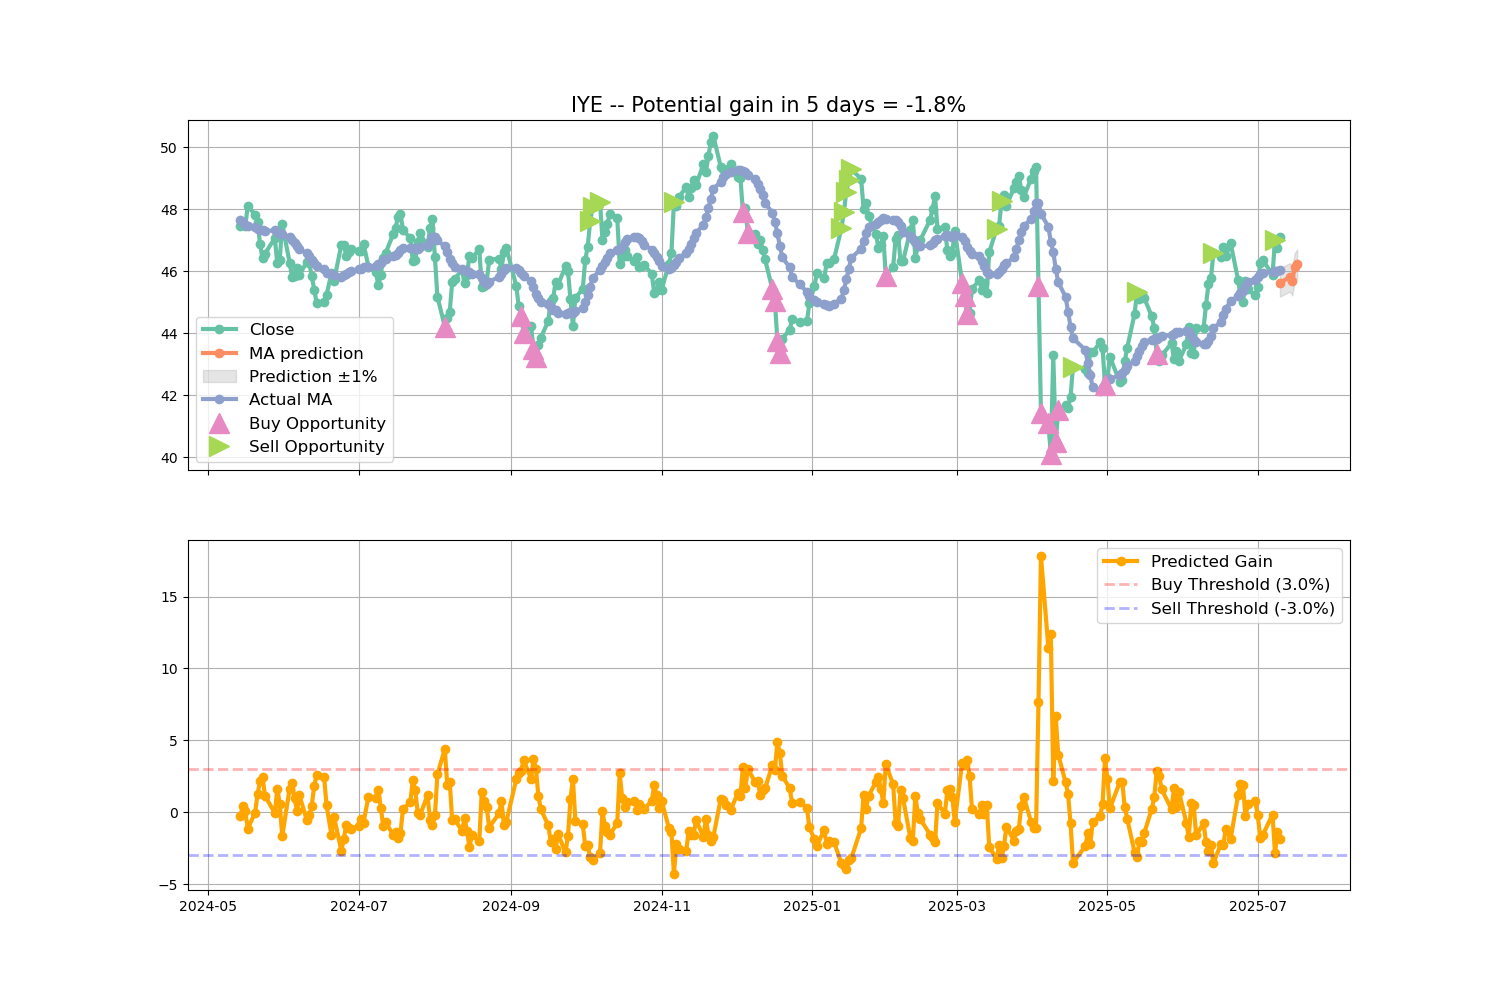 IYE -- Potential gain in 5 days = -1.8%
50
48
46
44
42
40
Close
MA prediction
Prediction ±1%
Actual MA
Buy Opportunity
Sell Opportunity
15
10
5
0
−5
Predicted Gain
Buy Threshold (3.0%)
Sell Threshold (-3.0%)
2024-05
2024-07
2024-09
2024-11
2025-01
2025-03
2025-05
2025-07